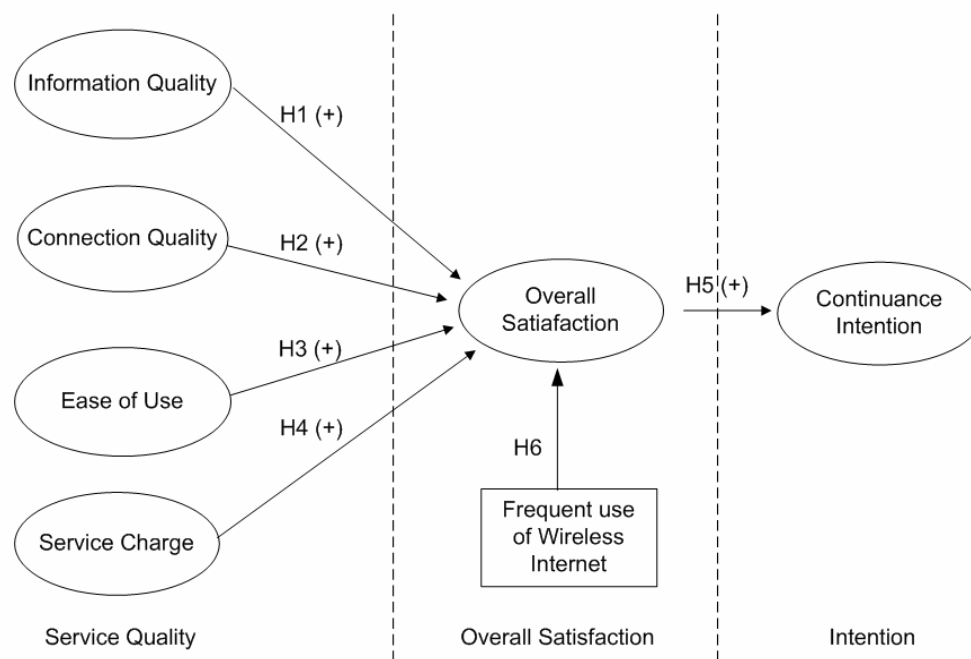 Information Quality
H1 (+)
Connection Quality
H2 (+)
Overall
Satiafaction
H5 (+)
Continuance
Intention
H3 (+)
Ease of Use
H4 (+)
H6
Frequent use
of Wireless
Internet
Service Charge
Service Quality
Overall Satisfaction
Intention